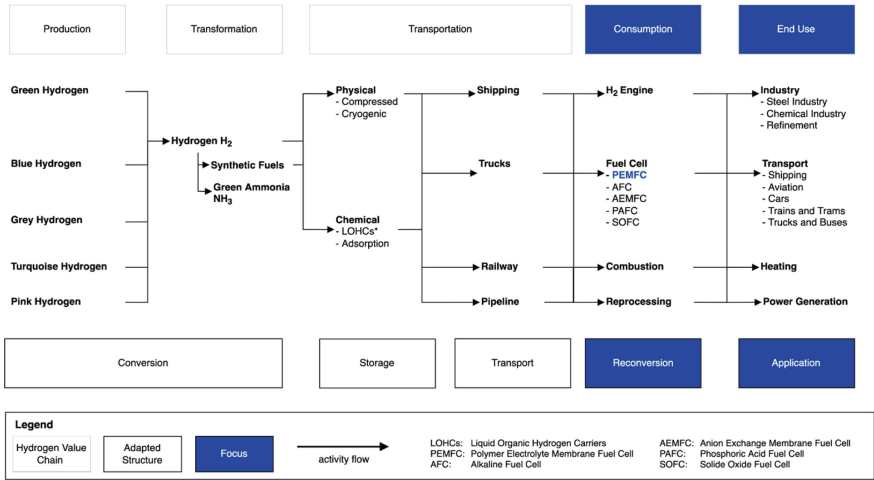 Production
Transformation
Transportation
Consumption
End Use
Green Hydrogen
Blue Hydrogen
Grey Hydrogen
Turquoise Hydrogen
Pink Hydrogen
Hydrogen H₂
Synthetic Fuels
Green Ammonia
NH₃
Physical
- Compressed
- Cryogenic
Chemical
- LOHCs*
- Adsorption
Shipping
Trucks
Railway
Pipeline
H₂ Engine
Fuel Cell
- PEMFC
- AFC
- AEMFC
- PAFC
- SOFC
Combustion
Reprocessing
Industry
- Steel Industry
- Chemical Industry
- Refinement
Transport
- Shipping
- Aviation
- Cars
- Trains and Trams
- Trucks and Buses
Heating
Power Generation
Conversion
Storage
Transport
Reconversion
Application
Legend
Hydrogen Value
Chain
Adapted
Structure
Focus
activity flow
LOHCs: Liquid Organic Hydrogen Carriers
PEMFC: Polymer Electrolyte Membrane Fuel Cell
AFC: Alkaline Fuel Cell
AEMFC: Anion Exchange Membrane Fuel Cell
PAFC: Phosphoric Acid Fuel Cell
SOFC: Solide Oxide Fuel Cell